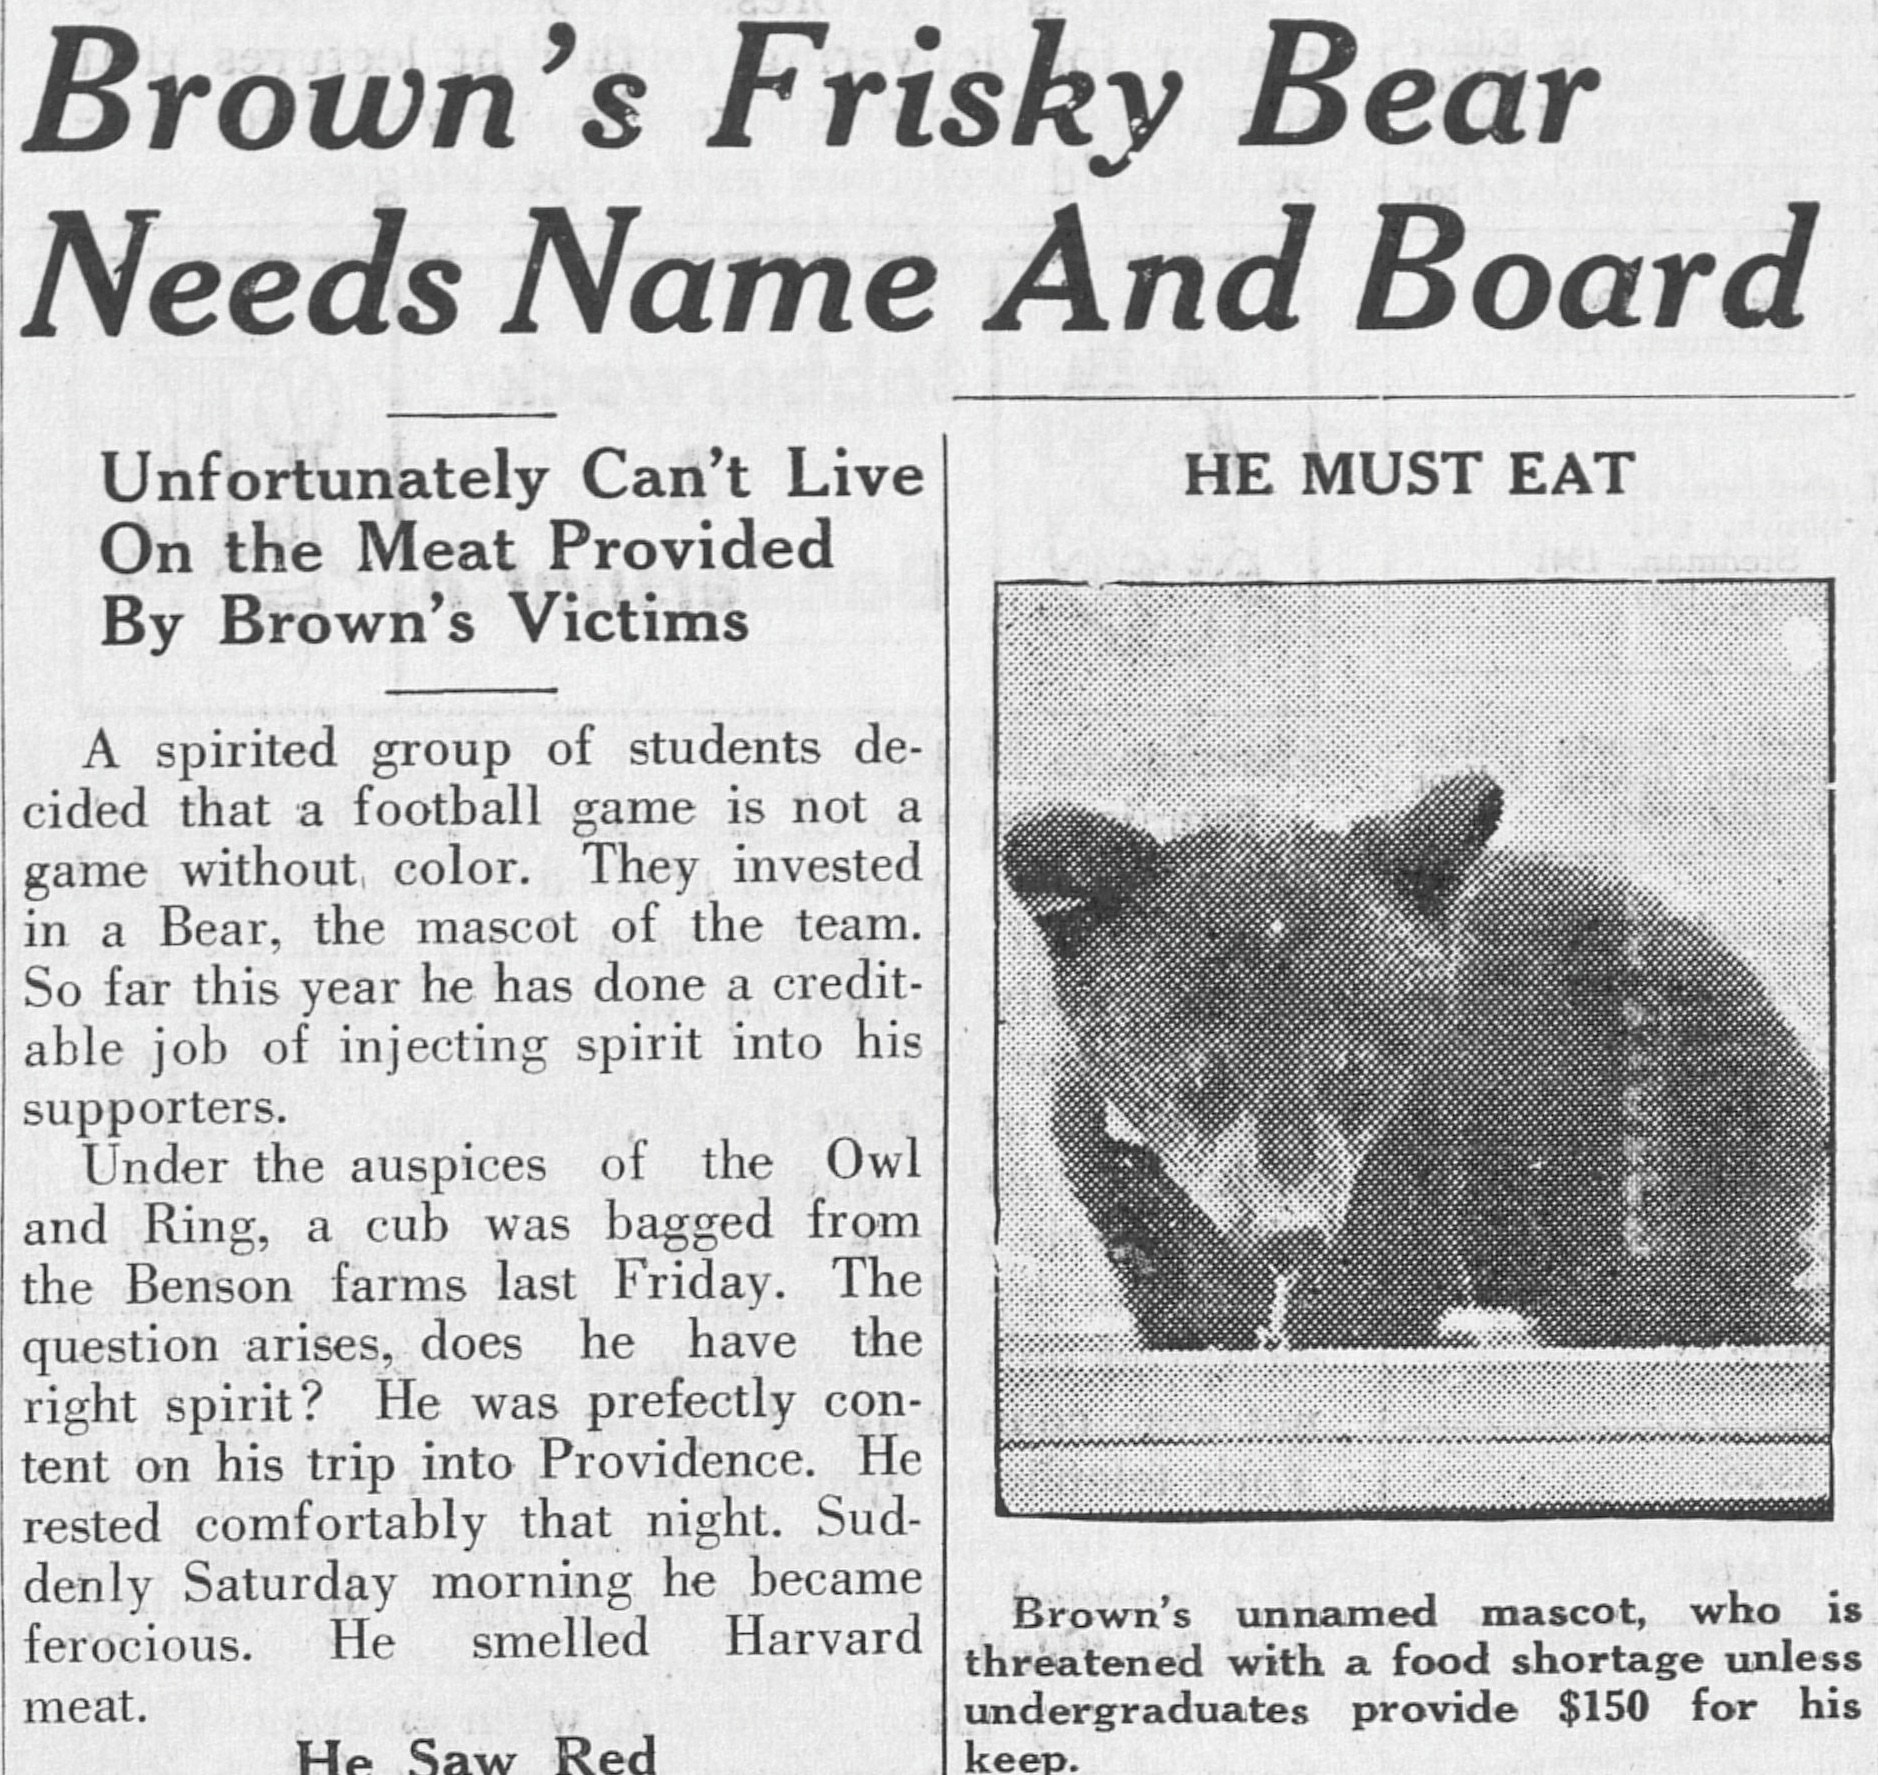 Brown's Frisky Bear
Needs Name And Board
Unfortunately Can't Live
On the Meat Provided
By Brown's Victims
A spirited group of students de-
cided that a football game is not a
game without color. They invested
in a Bear, the mascot of the team.
So far this year he has done a credit-
able job of injecting spirit into his
supporters.
Under the auspices of the Owl
and Ring, a cub was bagged from
the Benson farms last Friday. The
question arises, does he have the
right spirit? He was prefectly con-
tent on his trip into Providence. He
rested comfortably that night. Sud-
denly Saturday morning he became
ferocious. He smelled Harvard
meat.
He Saw Red
HE MUST EAT
Brown's unnamed mascot, who is
threatened with a food shortage unless
undergraduates provide $150 for his
keep.